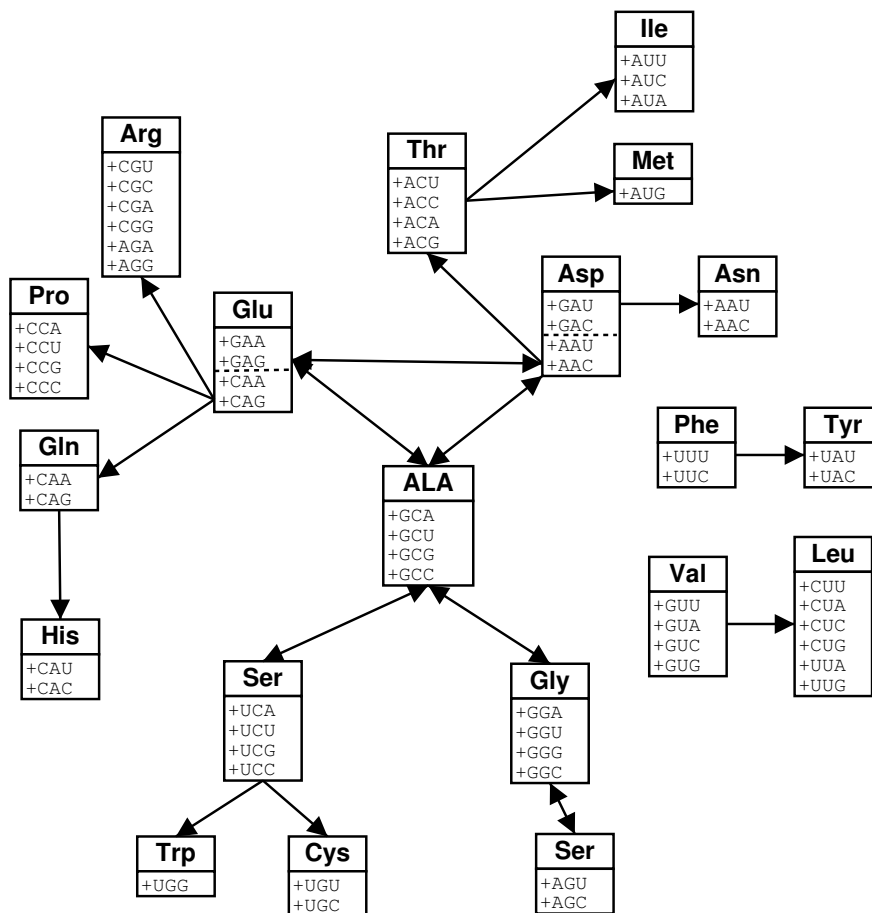 Ile
+AUU
+AUC
+AUA
Arg
+CGU
+CGC
+CGA
+CGG
+AGA
+AGG
Thr
+ACU
+ACC
+ACA
+ACG
Met
+AUG
Pro
+CCA
+CCU
+CCG
+CCC
Glu
+GAA
+GAG
+CAA
+CAG
Asp
+GAU
+GAC
+AAU
+AAC
Asn
+AAU
+AAC
Gln
+CAA
+CAG
Phe
+UUU
+UUC
Tyr
+UAU
+UAC
ALA
+GCA
+GCU
+GCG
+GCC
Val
+GUU
+GUA
+GUC
+GUG
Leu
+CUU
+CUA
+CUC
+CUG
+UUA
+UUG
His
+CAU
+CAC
Ser
+UCA
+UCU
+UCG
+UCC
Gly
+GGA
+GGU
+GGG
+GGC
Trp
+UGG
Cys
+UGU
+UGC
Ser
+AGU
+AGC